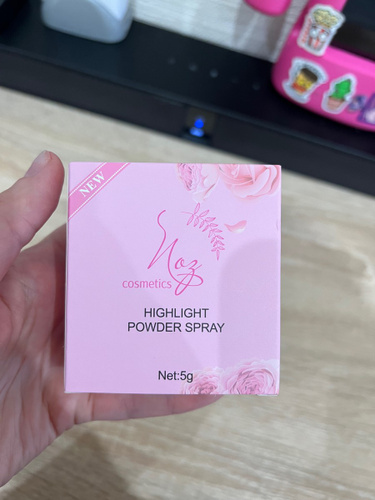 NEW
Noz
cosmetics
HIGHLIGHT
POWDER SPRAY
Net:5g